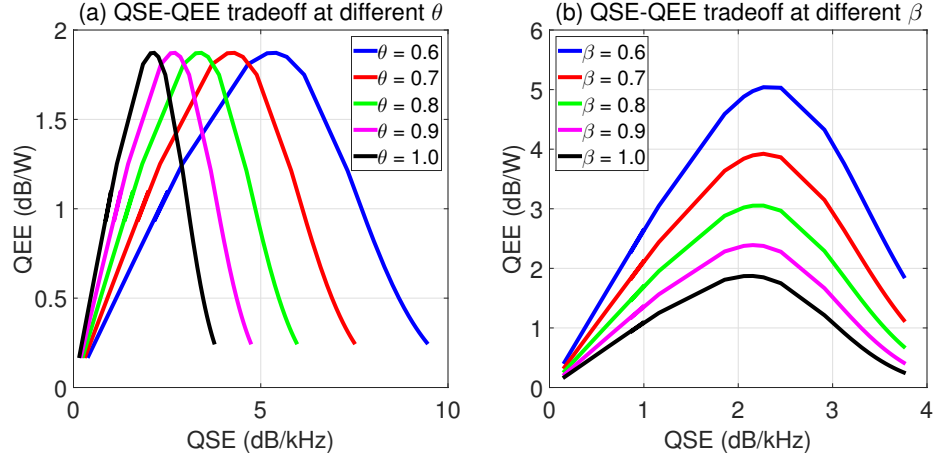 (a) QSE-QEE tradeoff at different θ
2
1.5
1
0.5
0
QEE (dB/W)
0
5
10
QSE (dB/kHz)
θ = 0.6
θ = 0.7
θ = 0.8
θ = 0.9
θ = 1.0
(b) QSE-QEE tradeoff at different β
6
5
4
3
2
1
0
QEE (dB/W)
0
1
2
3
4
QSE (dB/kHz)
β = 0.6
β = 0.7
β = 0.8
β = 0.9
β = 1.0